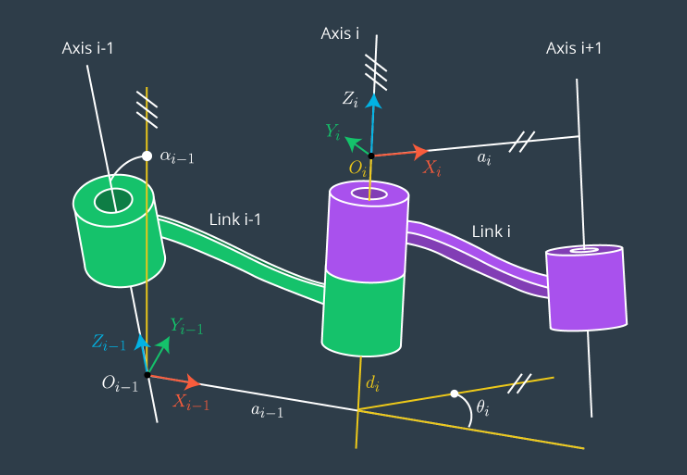 Axis i-1
Axis i
Axis i+1
Z_i
Y_i
O_i
X_i
a_i
α_{i−1}
Link i-1
Link i
Z_{i−1}
Y_{i−1}
O_{i−1}
X_{i−1}
a_{i−1}
d_i
θ_i